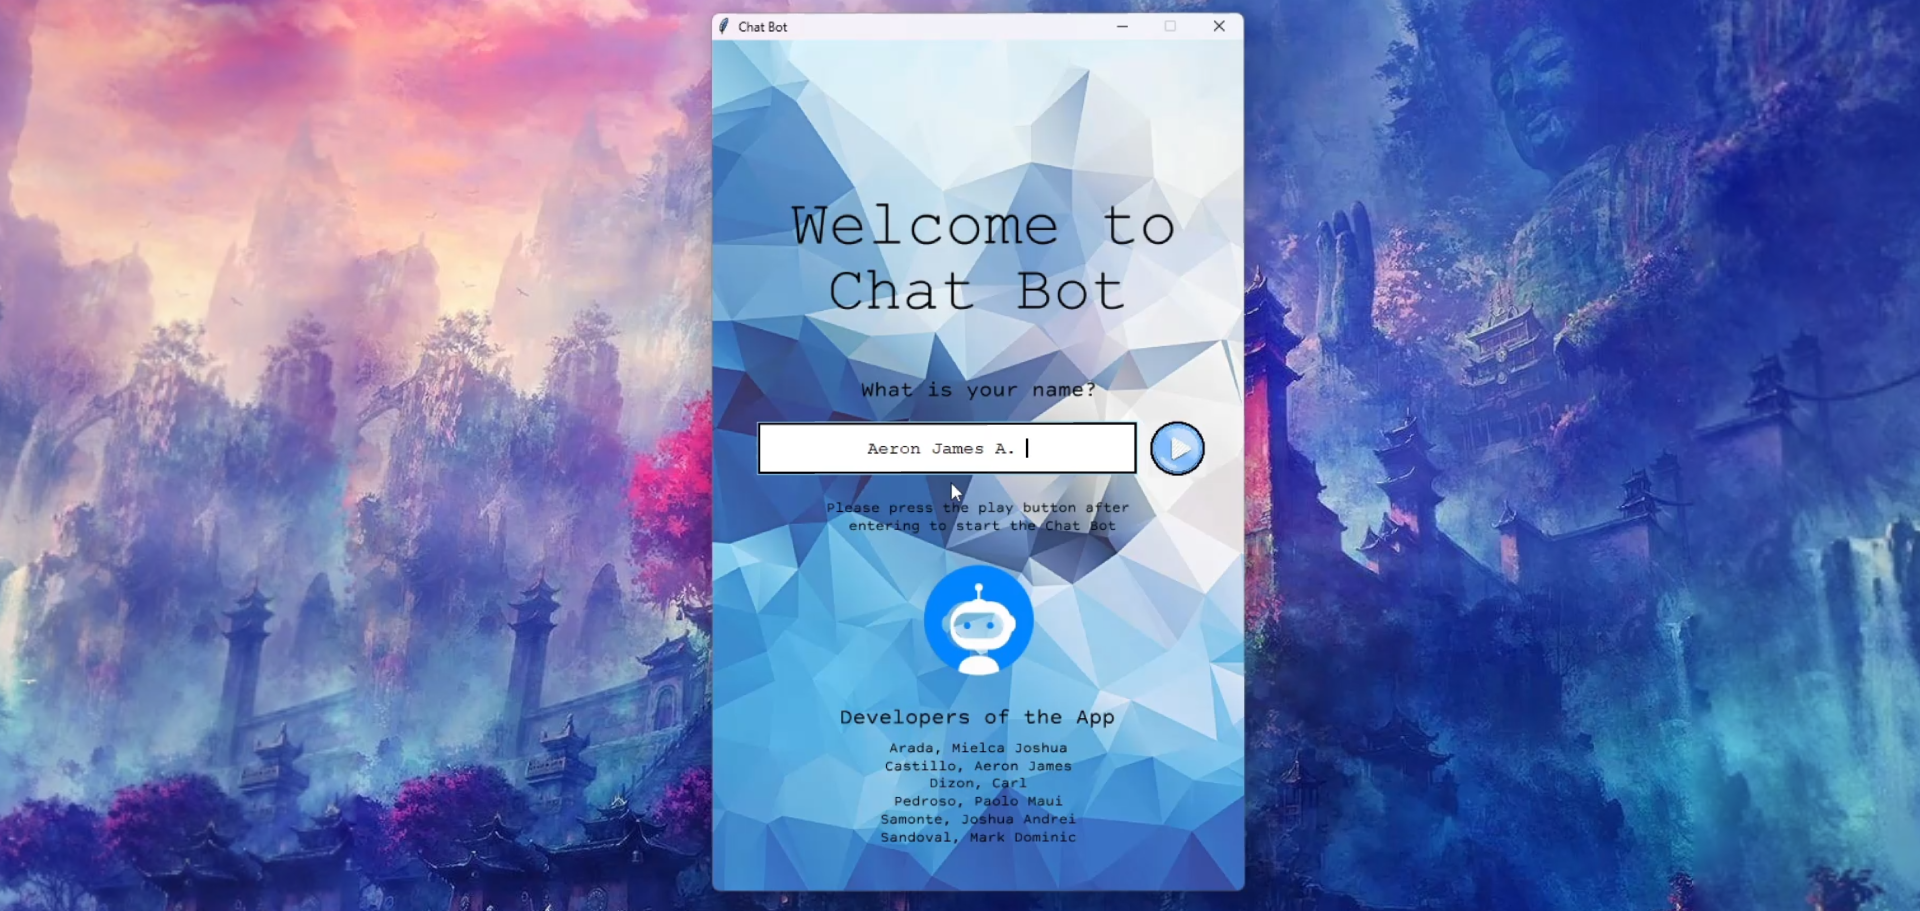 Chat Bot
Welcome to
Chat Bot
What is your name?
Aeron James A.
Please press the play button after
entering to start the Chat Bot
Developers of the App
Arada, Mielca Joshua
Castillo, Aeron James
Dizon, Carl
Pedroso, Paolo Maui
Samonte, Joshua Andrei
Sandoval, Mark Dominic